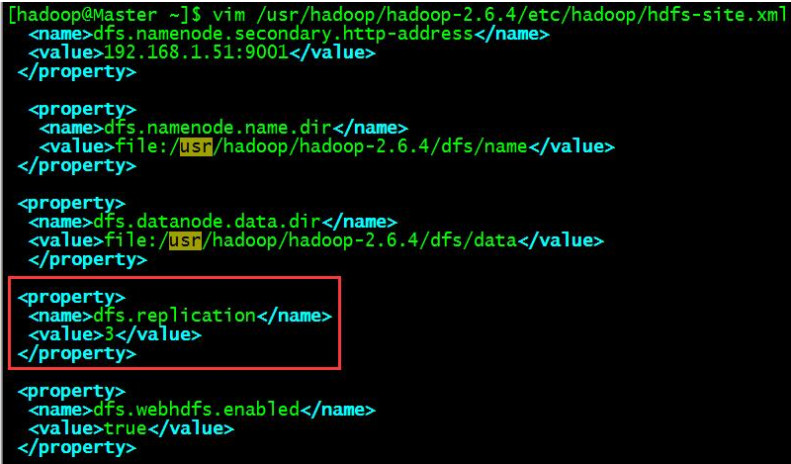 [hadoop@Master ~]$ vim /usr/hadoop/hadoop-2.6.4/etc/hadoop/hdfs-site.xml
<name>dfs.namenode.secondary.http-address</name>
<value>192.168.1.51:9001</value>
</property>
<property>
<name>dfs.namenode.name.dir</name>
<value>file:/usr/hadoop/hadoop-2.6.4/dfs/name</value>
</property>
<property>
<name>dfs.datanode.data.dir</name>
<value>file:/usr/hadoop/hadoop-2.6.4/dfs/data</value>
</property>
<property>
<name>dfs.replication</name>
<value>3</value>
</property>
<property>
<name>dfs.webhdfs.enabled</name>
<value>true</value>
</property>